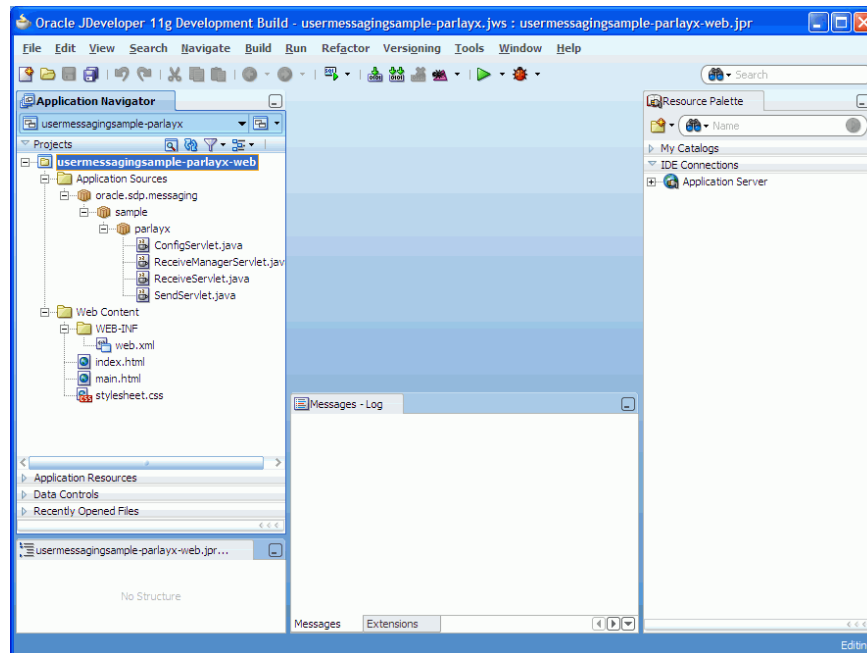 Oracle JDeveloper 11g Development Build - usermessagingsample-parlayx.jws : usermessagingsample-parlayx-web.jpr
File Edit View Search Navigate Build Run Refactor Versioning Tools Window Help
Search
Application Navigator
usermessagingsample-parlayx
Projects
usermessagingsample-parlayx-web
Application Sources
oracle.sdp.messaging
sample
parlayx
ConfigServlet.java
ReceiveManagerServlet.jav
ReceiveServlet.java
SendServlet.java
Web Content
WEB-INF
web.xml
index.html
main.html
stylesheet.css
Application Resources
Data Controls
Recently Opened Files
usermessagingsample-parlayx-web.jpr...
No Structure
Messages - Log
Messages Extensions
Resource Palette
Name
My Catalogs
IDE Connections
Application Server
Editin